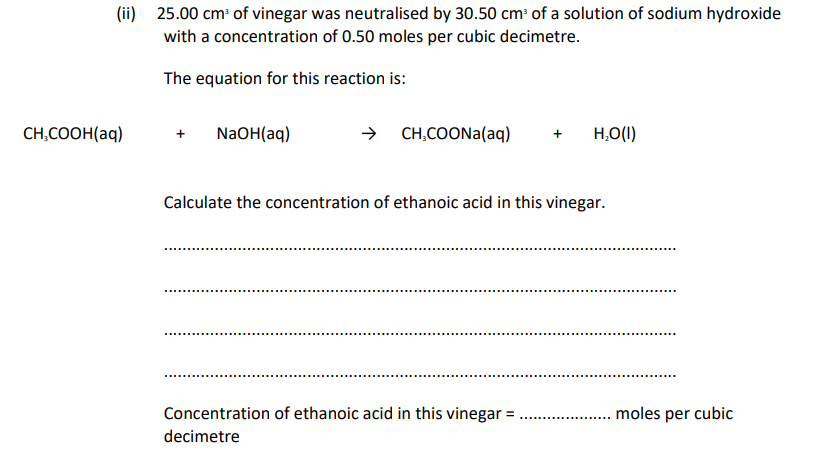 (ii) 25.00 cm³ of vinegar was neutralised by 30.50 cm³ of a solution of sodium hydroxide
with a concentration of 0.50 moles per cubic decimetre.
The equation for this reaction is:
CH₃COOH(aq) + NaOH(aq) → CH₃COONa(aq) + H₂O(l)
Calculate the concentration of ethanoic acid in this vinegar.
................................................................................................................
................................................................................................................
................................................................................................................
................................................................................................................
Concentration of ethanoic acid in this vinegar = .................... moles per cubic
decimetre